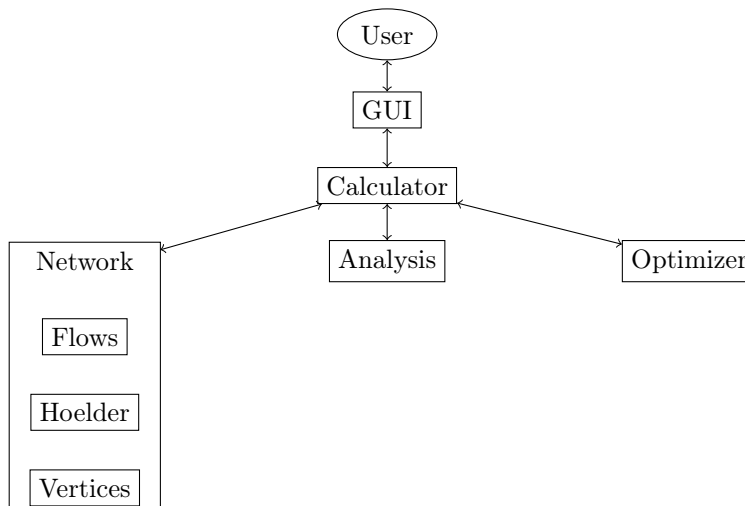 User
GUI
Calculator
Network
Analysis
Optimizer
Flows
Hoelder
Vertices